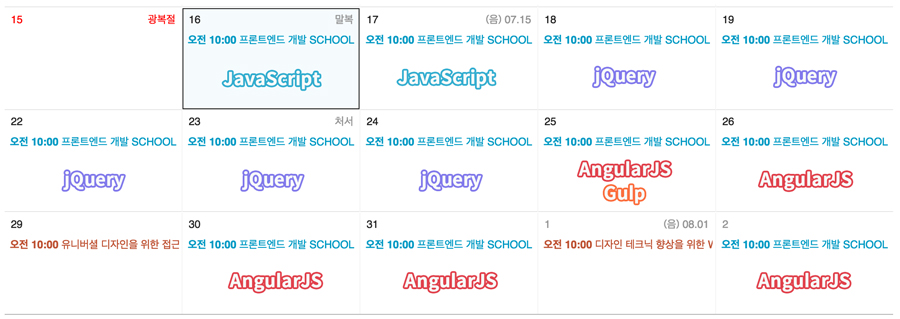 15 광복절
16 말복
17 (음) 07.15
18
19
오전 10:00 프론트엔드 개발 SCHOOL
오전 10:00 프론트엔드 개발 SCHOOL
오전 10:00 프론트엔드 개발 SCHOOL
오전 10:00 프론트엔드 개발 SCHOOL
JavaScript
JavaScript
jQuery
jQuery
22
23 처서
24
25
26
오전 10:00 프론트엔드 개발 SCHOOL
오전 10:00 프론트엔드 개발 SCHOOL
오전 10:00 프론트엔드 개발 SCHOOL
오전 10:00 프론트엔드 개발 SCHOOL
오전 10:00 프론트엔드 개발 SCHOOL
jQuery
jQuery
jQuery
AngularJS
Gulp
AngularJS
29
30
31
1 (음) 08.01
2
오전 10:00 유니버셜 디자인을 위한 접근
오전 10:00 프론트엔드 개발 SCHOOL
오전 10:00 프론트엔드 개발 SCHOOL
오전 10:00 디자인 테크닉 향상을 위한
오전 10:00 프론트엔드 개발 SCHOOL
AngularJS
AngularJS
AngularJS